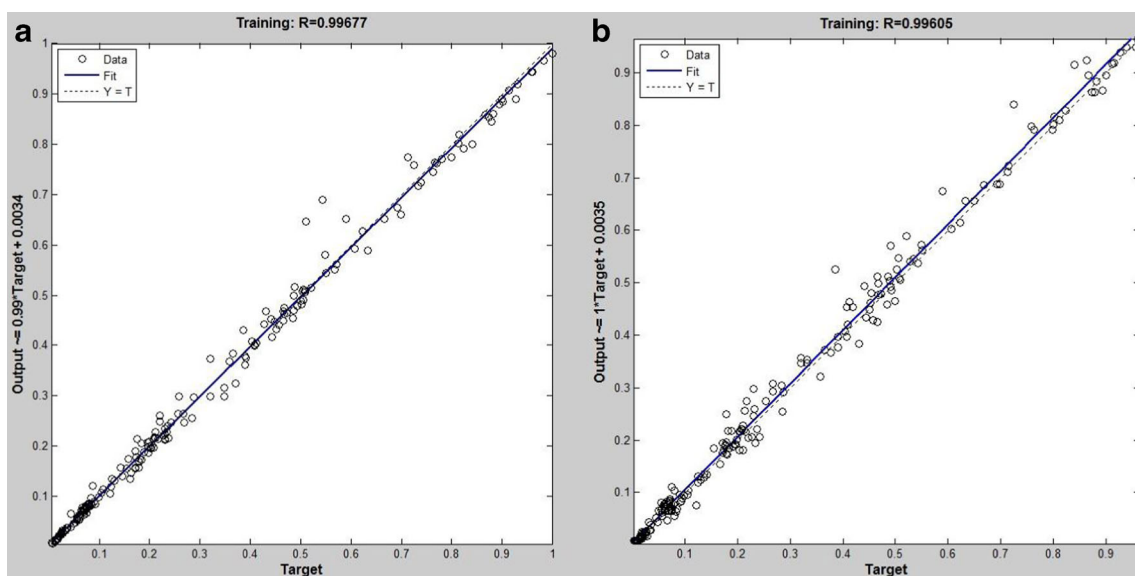 a
Training: R=0.99677
Data
Fit
Y = T
Output ~= 0.99*Target + 0.0034
1
0.9
0.8
0.7
0.6
0.5
0.4
0.3
0.2
0.1
0.1 0.2 0.3 0.4 0.5 0.6 0.7 0.8 0.9 1
Target
b
Training: R=0.99605
Data
Fit
Y = T
Output ~= 1*Target + 0.0035
0.9
0.8
0.7
0.6
0.5
0.4
0.3
0.2
0.1
0.1 0.2 0.3 0.4 0.5 0.6 0.7 0.8 0.9
Target